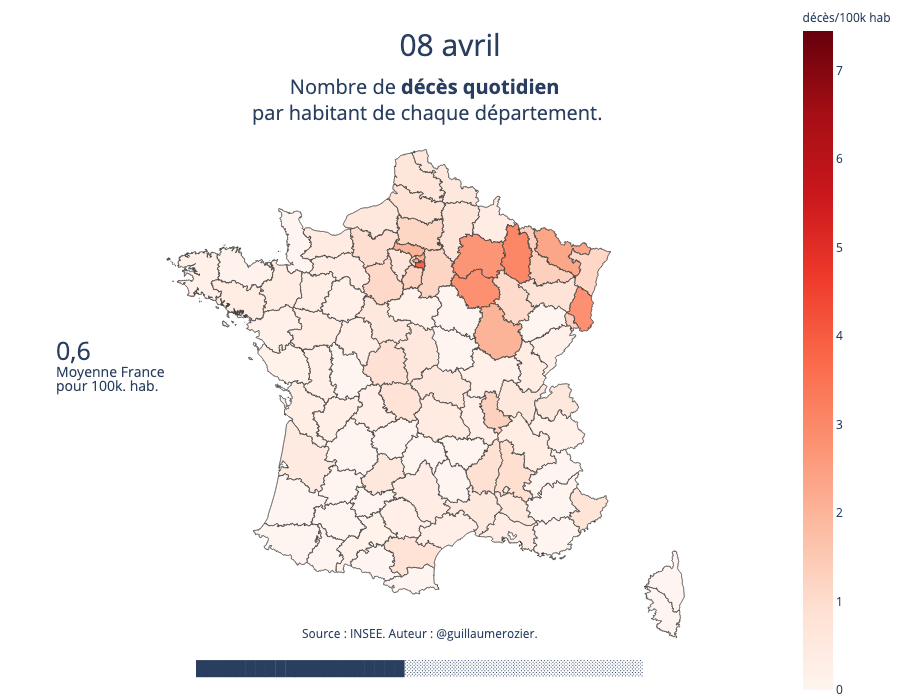 décès/100k hab
08 avril
Nombre de décès quotidien
par habitant de chaque département.
7
6
5
4
3
2
1
0
0,6
Moyenne France
pour 100k. hab.
Source : INSEE. Auteur : @guillaumerozier.